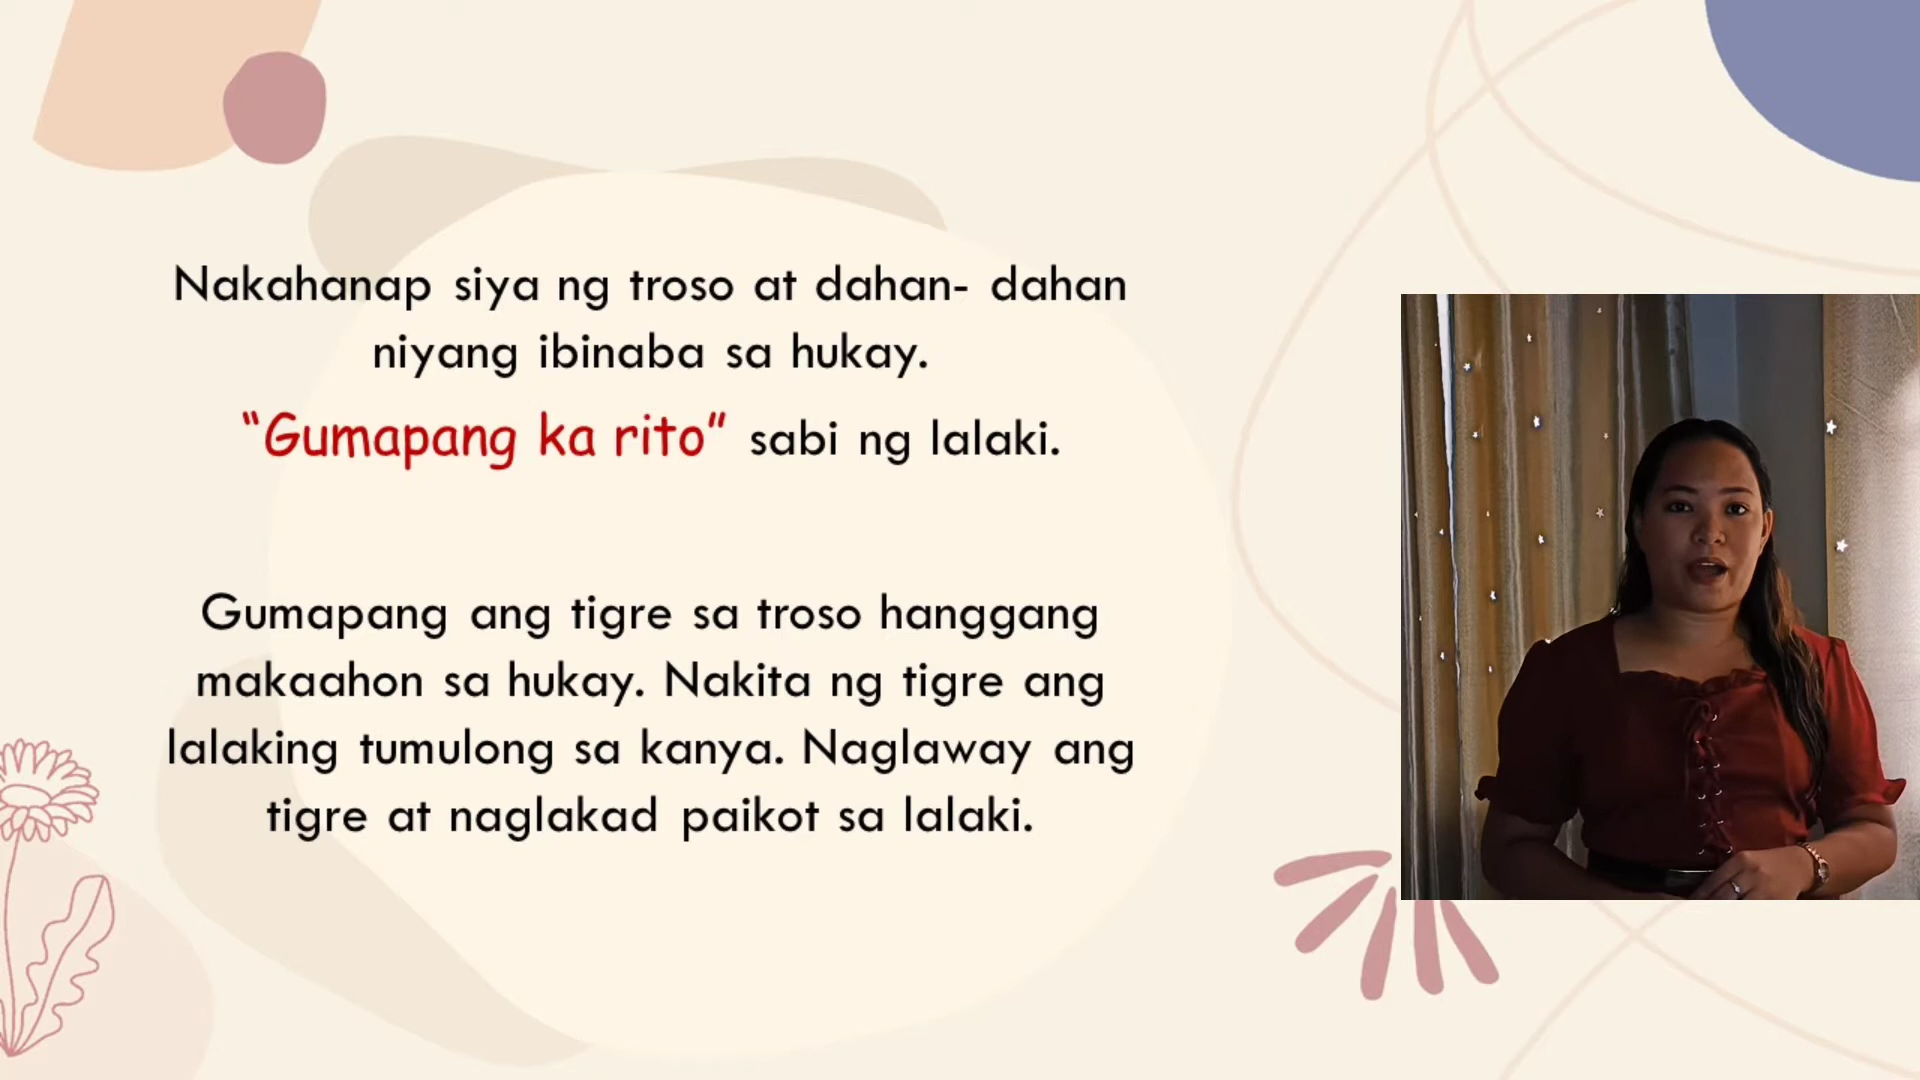 Nakahanap siya ng troso at dahan- dahan
niyang ibinaba sa hukay.
“Gumapang ka rito” sabi ng lalaki.
Gumapang ang tigre sa troso hanggang
makaahon sa hukay. Nakita ng tigre ang
lalaking tumulong sa kanya. Naglaway ang
tigre at naglakad paikot sa lalaki.